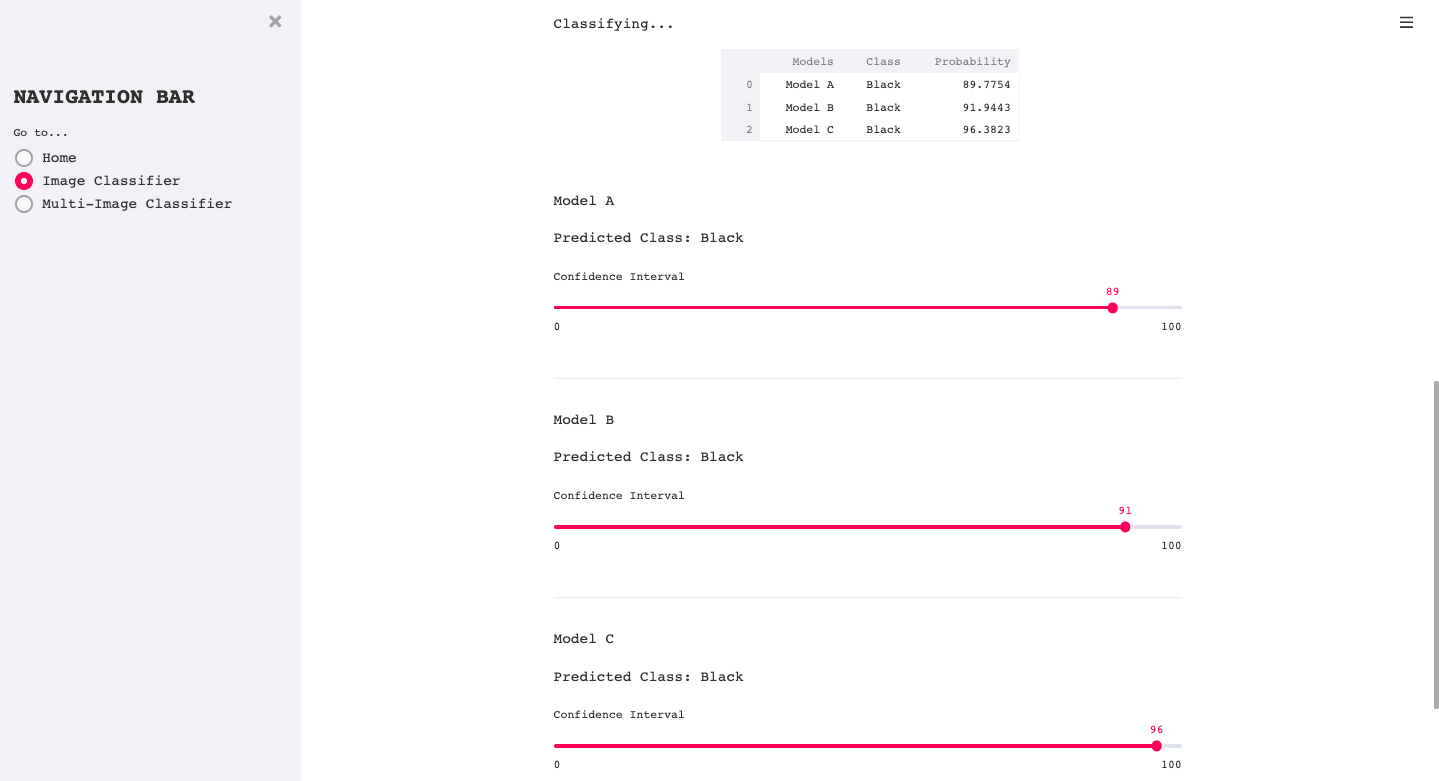 NAVIGATION BAR
Go to...
Home
Image Classifier
Multi-Image Classifier
Classifying...
Models Class Probability
0 Model A Black 89.7754
1 Model B Black 91.9443
2 Model C Black 96.3823
Model A
Predicted Class: Black
Confidence Interval
89
0 100
Model B
Predicted Class: Black
Confidence Interval
91
0 100
Model C
Predicted Class: Black
Confidence Interval
96
0 100